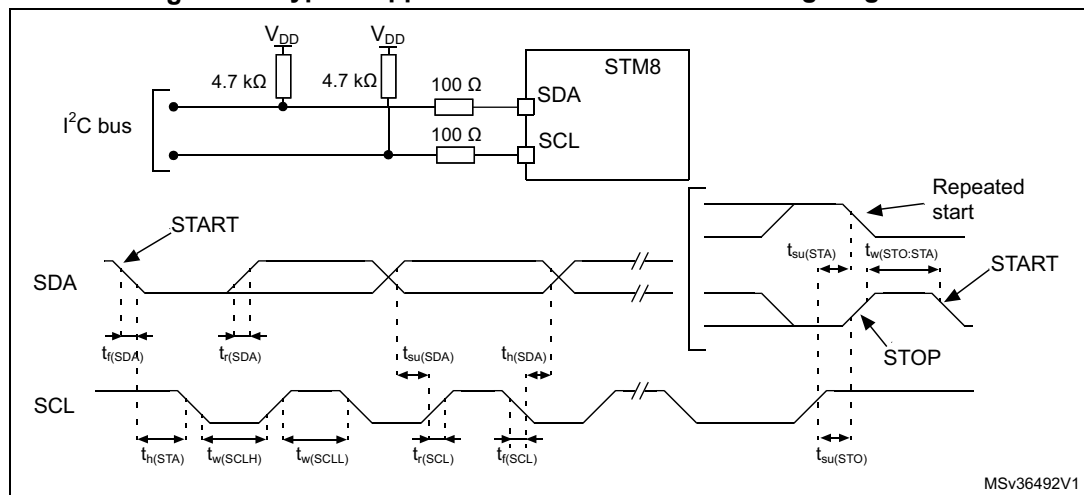 V_DD V_DD
STM8
4.7 kΩ 4.7 kΩ 100 Ω
SDA
I²C bus
100 Ω
SCL
Repeated
start
START
t_su(STA) t_w(STO:STA)
START
SDA
STOP
t_f(SDA) t_r(SDA) t_su(SDA) t_h(SDA)
SCL
t_h(STA) t_w(SCLH) t_w(SCLL) t_r(SCL) t_f(SCL) t_su(STO)
MSv36492V1